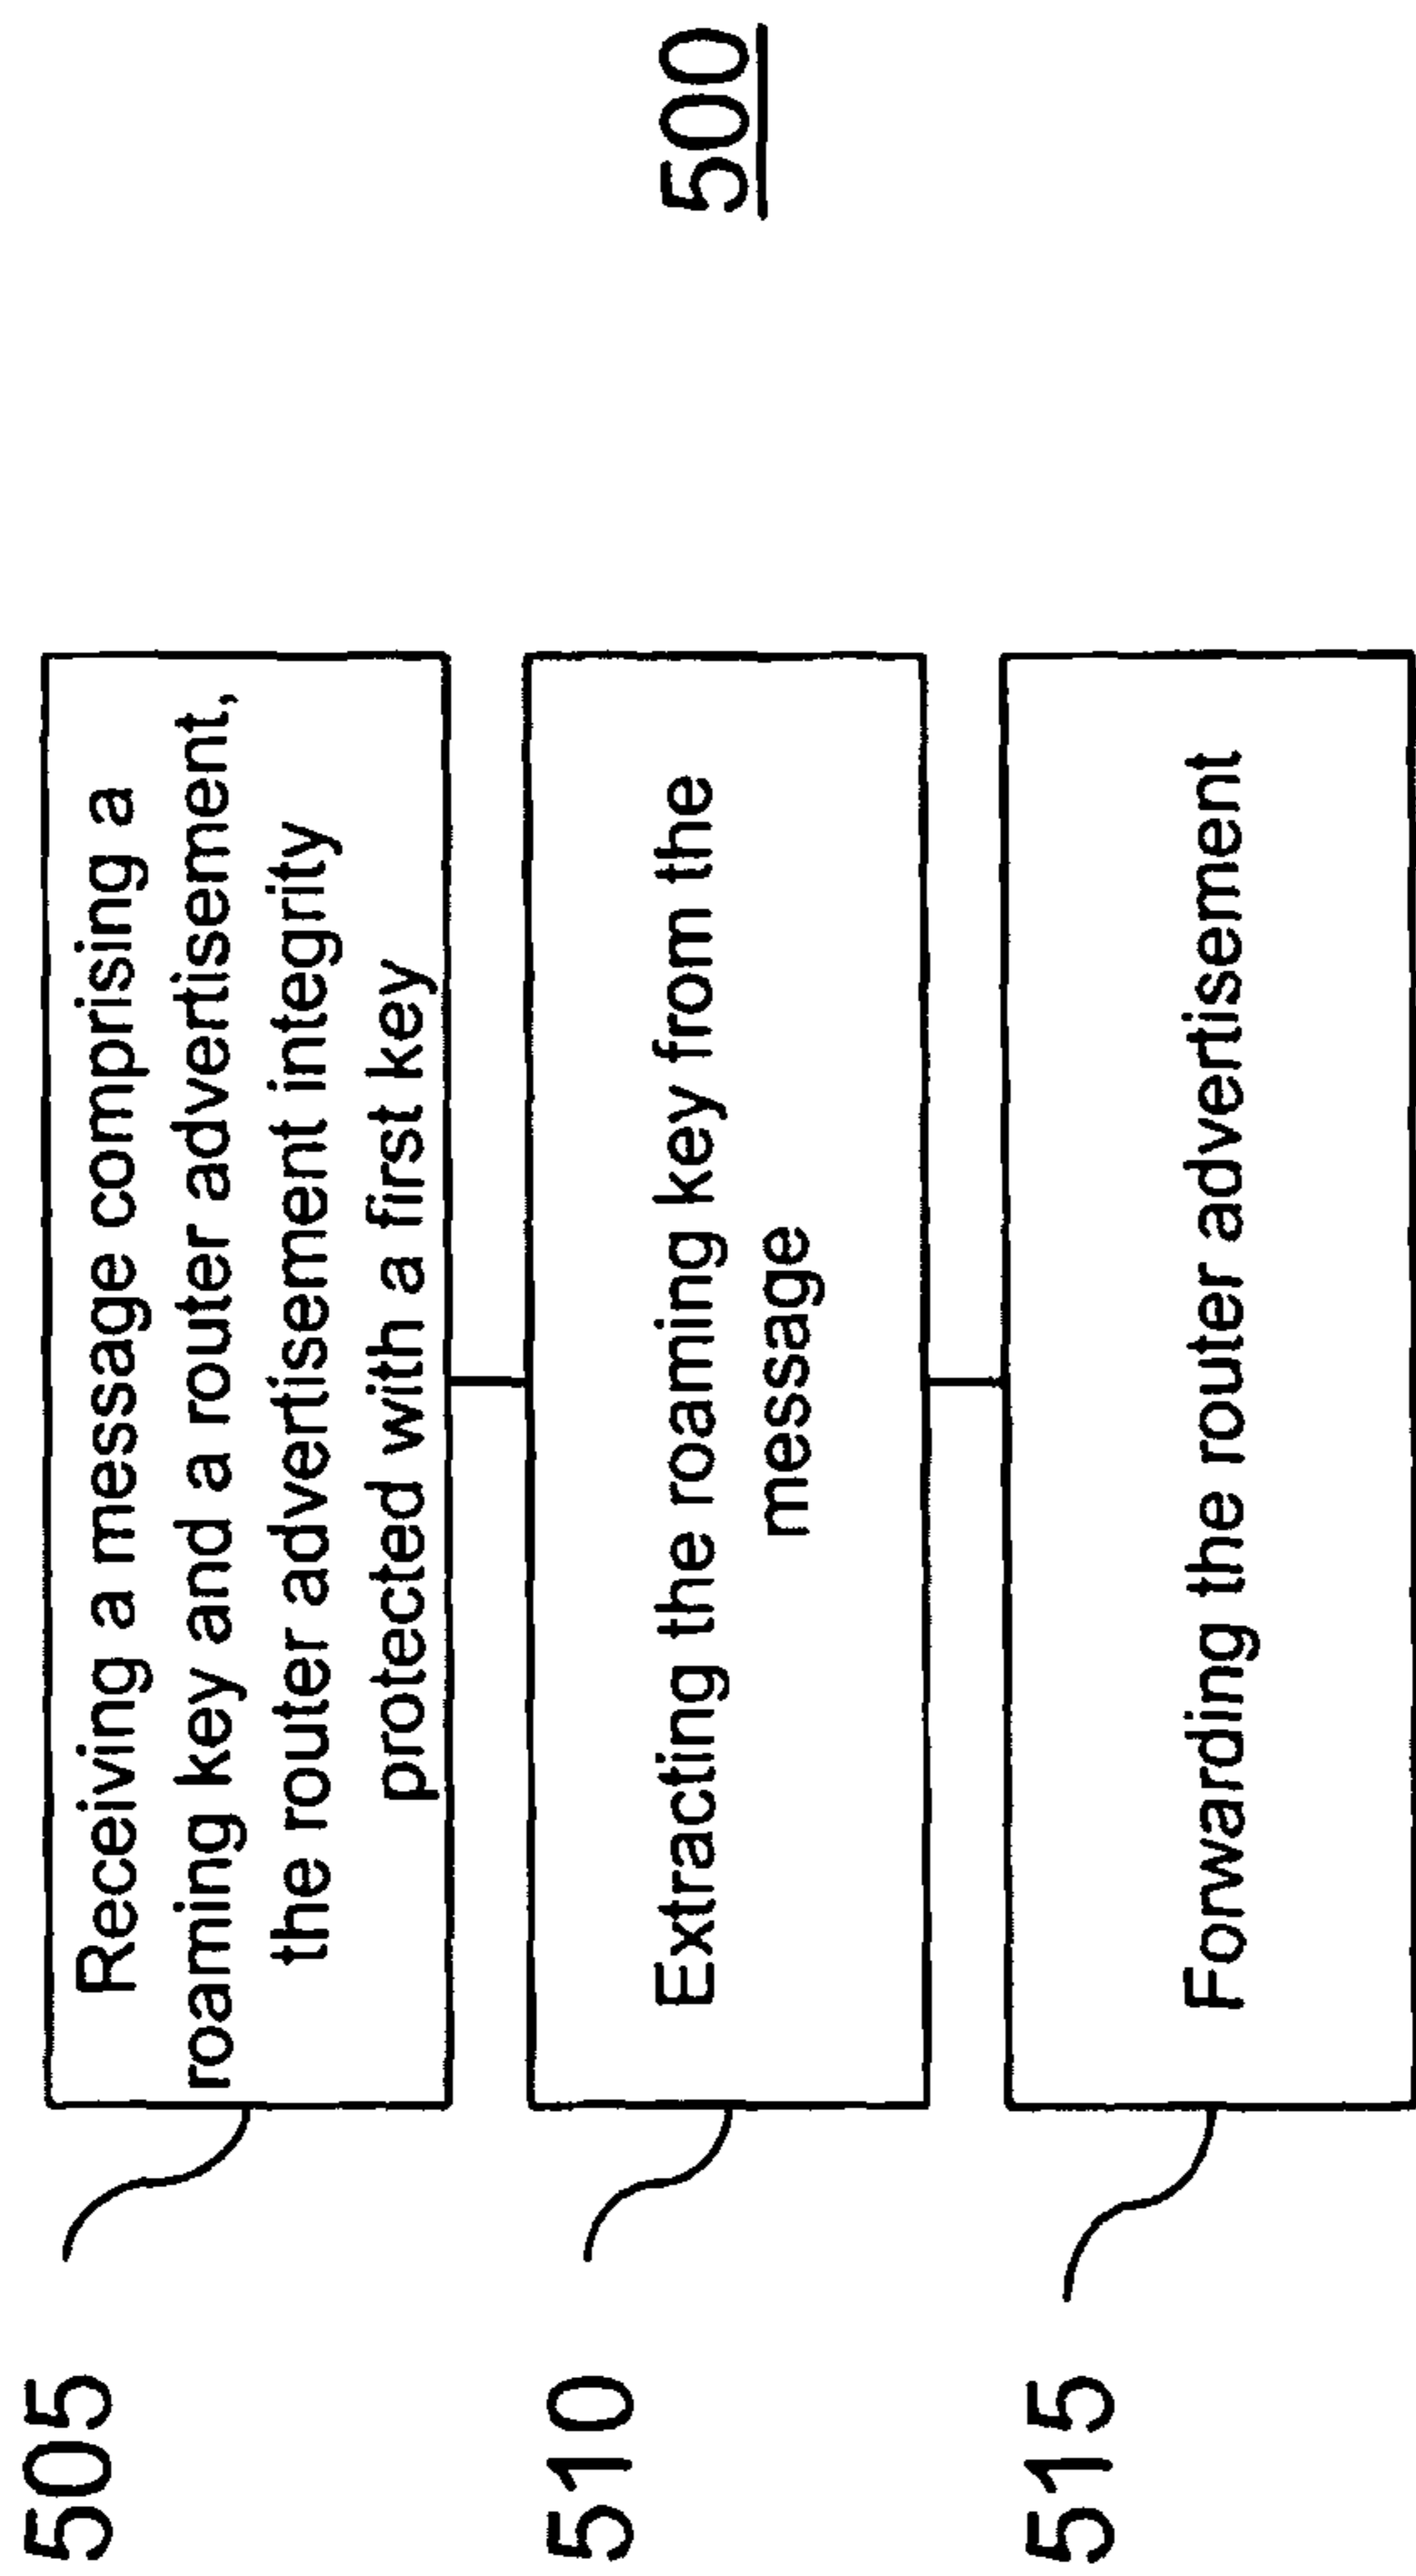 500
505
Receiving a message comprising a
roaming key and a router advertisement,
the router advertisement integrity
protected with a first key
510
Extracting the roaming key from the
message
515
Forwarding the router advertisement